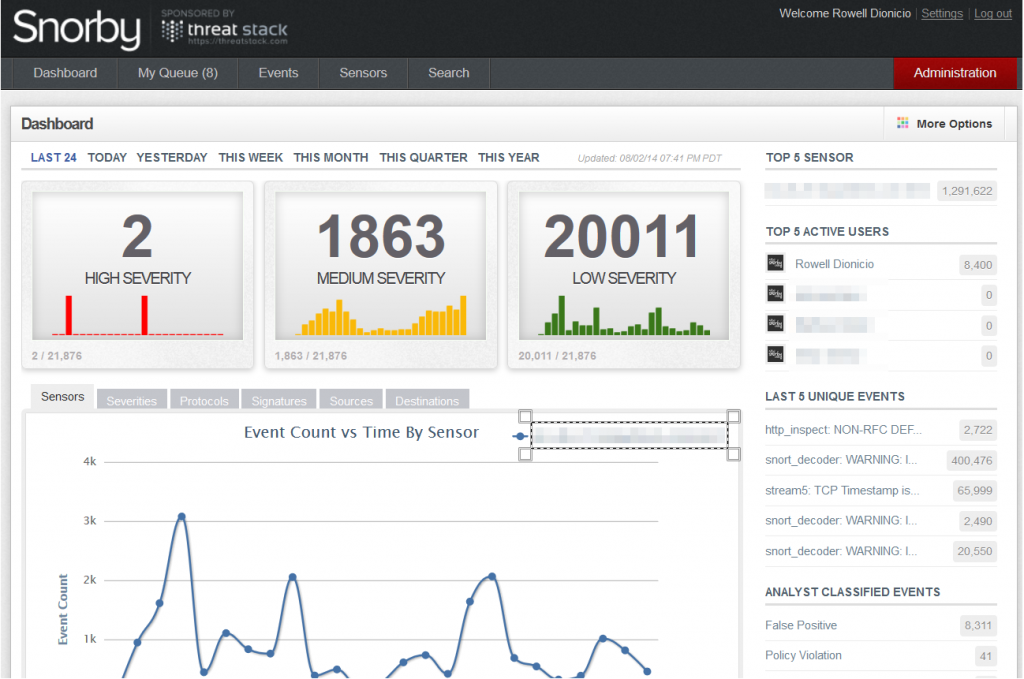 Snorby
SPONSORED BY
threat stack
https://threatstack.com
Welcome Rowell Dionicio | Settings | Log out
Dashboard My Queue (8) Events Sensors Search Administration
Dashboard More Options
LAST 24 TODAY YESTERDAY THIS WEEK THIS MONTH THIS QUARTER THIS YEAR Updated: 08/02/14 07:41 PM PDT
2
HIGH SEVERITY
2 / 21,876
1863
MEDIUM SEVERITY
1,863 / 21,876
20011
LOW SEVERITY
20,011 / 21,876
Sensors Severities Protocols Signatures Sources Destinations
Event Count vs Time By Sensor
4k
3k
2k
1k
Event Count
TOP 5 SENSOR
1,291,622
TOP 5 ACTIVE USERS
Rowell Dionicio 8,400
0
0
0
LAST 5 UNIQUE EVENTS
http_inspect: NON-RFC DEF... 2,722
snort_decoder: WARNING: I... 400,476
stream5: TCP Timestamp is... 65,999
snort_decoder: WARNING: I... 2,490
snort_decoder: WARNING: I... 20,550
ANALYST CLASSIFIED EVENTS
False Positive 8,311
Policy Violation 41